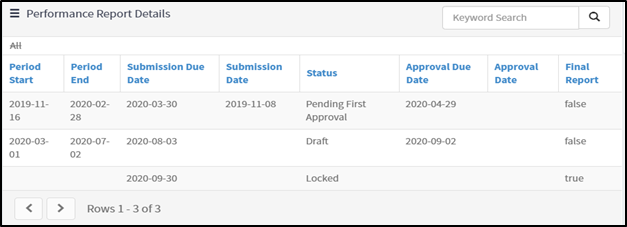 Performance Report Details
Keyword Search
All
Period Start Period End Submission Due Date Submission Date Status Approval Due Date Approval Date Final Report
2019-11-16 2020-02-28 2020-03-30 2019-11-08 Pending First Approval 2020-04-29 false
2020-03-01 2020-07-02 2020-08-03 Draft 2020-09-02 false
2020-09-30 Locked true
Rows 1 - 3 of 3